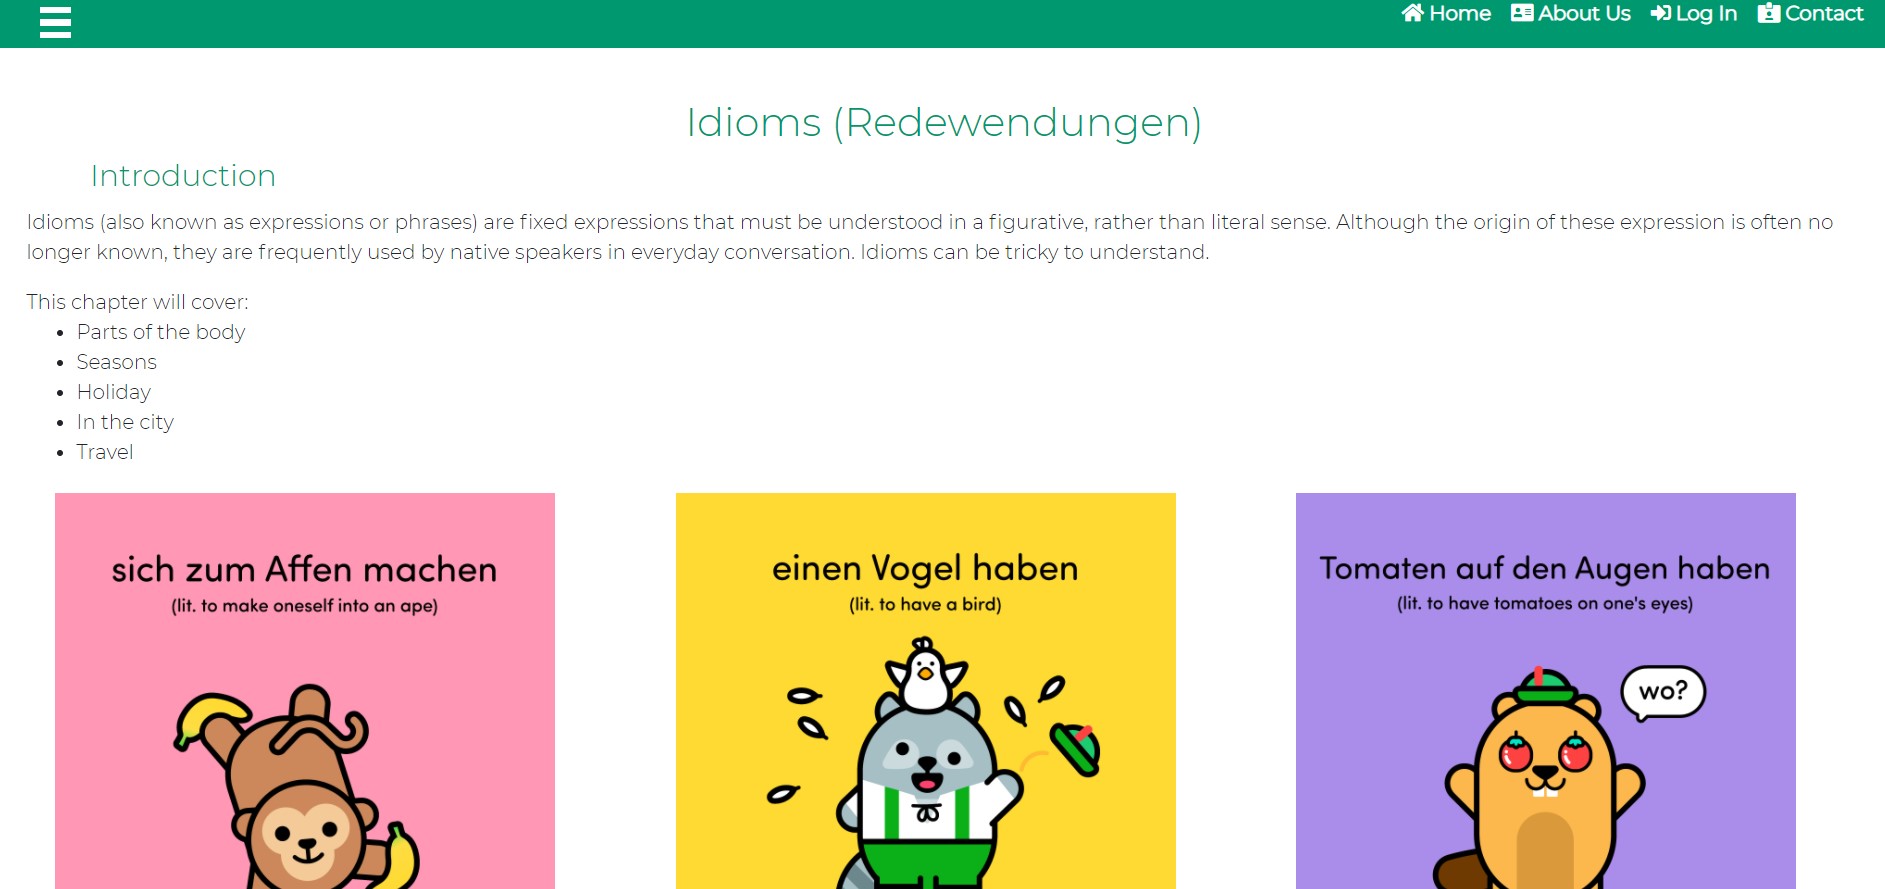 Home About Us Log In Contact
Idioms (Redewendungen)
Introduction
Idioms (also known as expressions or phrases) are fixed expressions that must be understood in a figurative, rather than literal sense. Although the origin of these expression is often no
longer known, they are frequently used by native speakers in everyday conversation. Idioms can be tricky to understand.
This chapter will cover:
• Parts of the body
• Seasons
• Holiday
• In the city
• Travel
sich zum Affen machen
(lit. to make oneself into an ape)
einen Vogel haben
(lit. to have a bird)
Tomaten auf den Augen haben
(lit. to have tomatoes on one's eyes)
wo?